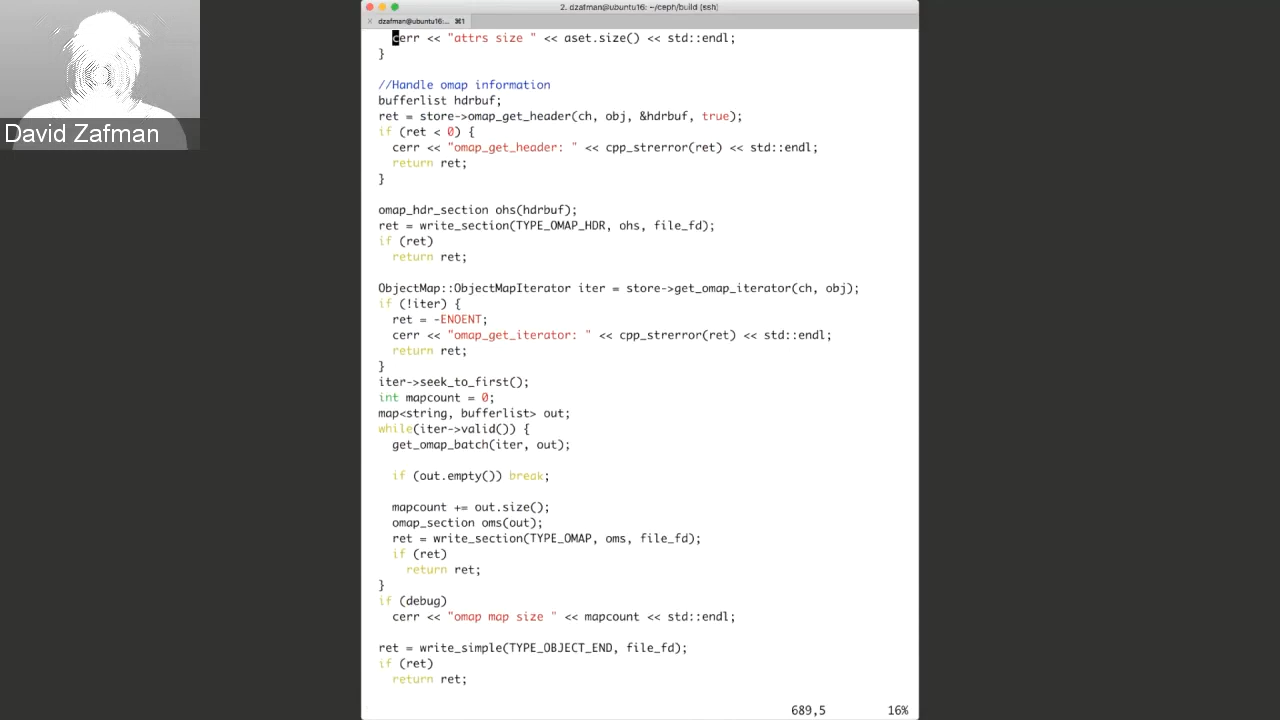 David Zafman
2. dzafman@ubuntu16: ~/ceph/build (ssh)
× dzafman@ubuntu16:... ⌘1
cerr << "attrs size " << aset.size() << std::endl;
}
//Handle omap information
bufferlist hdrbuf;
ret = store->omap_get_header(ch, obj, &hdrbuf, true);
if (ret < 0) {
cerr << "omap_get_header: " << cpp_strerror(ret) << std::endl;
return ret;
}
omap_hdr_section ohs(hdrbuf);
ret = write_section(TYPE_OMAP_HDR, ohs, file_fd);
if (ret)
return ret;
ObjectMap::ObjectMapIterator iter = store->get_omap_iterator(ch, obj);
if (!iter) {
ret = -ENOENT;
cerr << "omap_get_iterator: " << cpp_strerror(ret) << std::endl;
return ret;
}
iter->seek_to_first();
int mapcount = 0;
map<string, bufferlist> out;
while(iter->valid()) {
get_omap_batch(iter, out);
if (out.empty()) break;
mapcount += out.size();
omap_section oms(out);
ret = write_section(TYPE_OMAP, oms, file_fd);
if (ret)
return ret;
}
if (debug)
cerr << "omap map size " << mapcount << std::endl;
ret = write_simple(TYPE_OBJECT_END, file_fd);
if (ret)
return ret;
689,5 16%